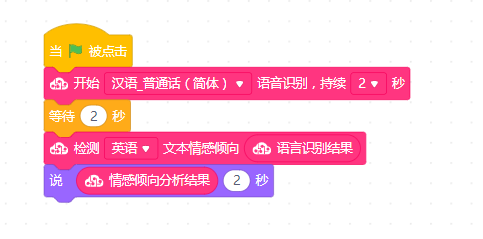 当 被点击
开始 汉语_普通话（简体） 语音识别，持续 2 秒
等待 2 秒
检测 英语 文本情感倾向 语言识别结果
说 情感倾向分析结果 2 秒